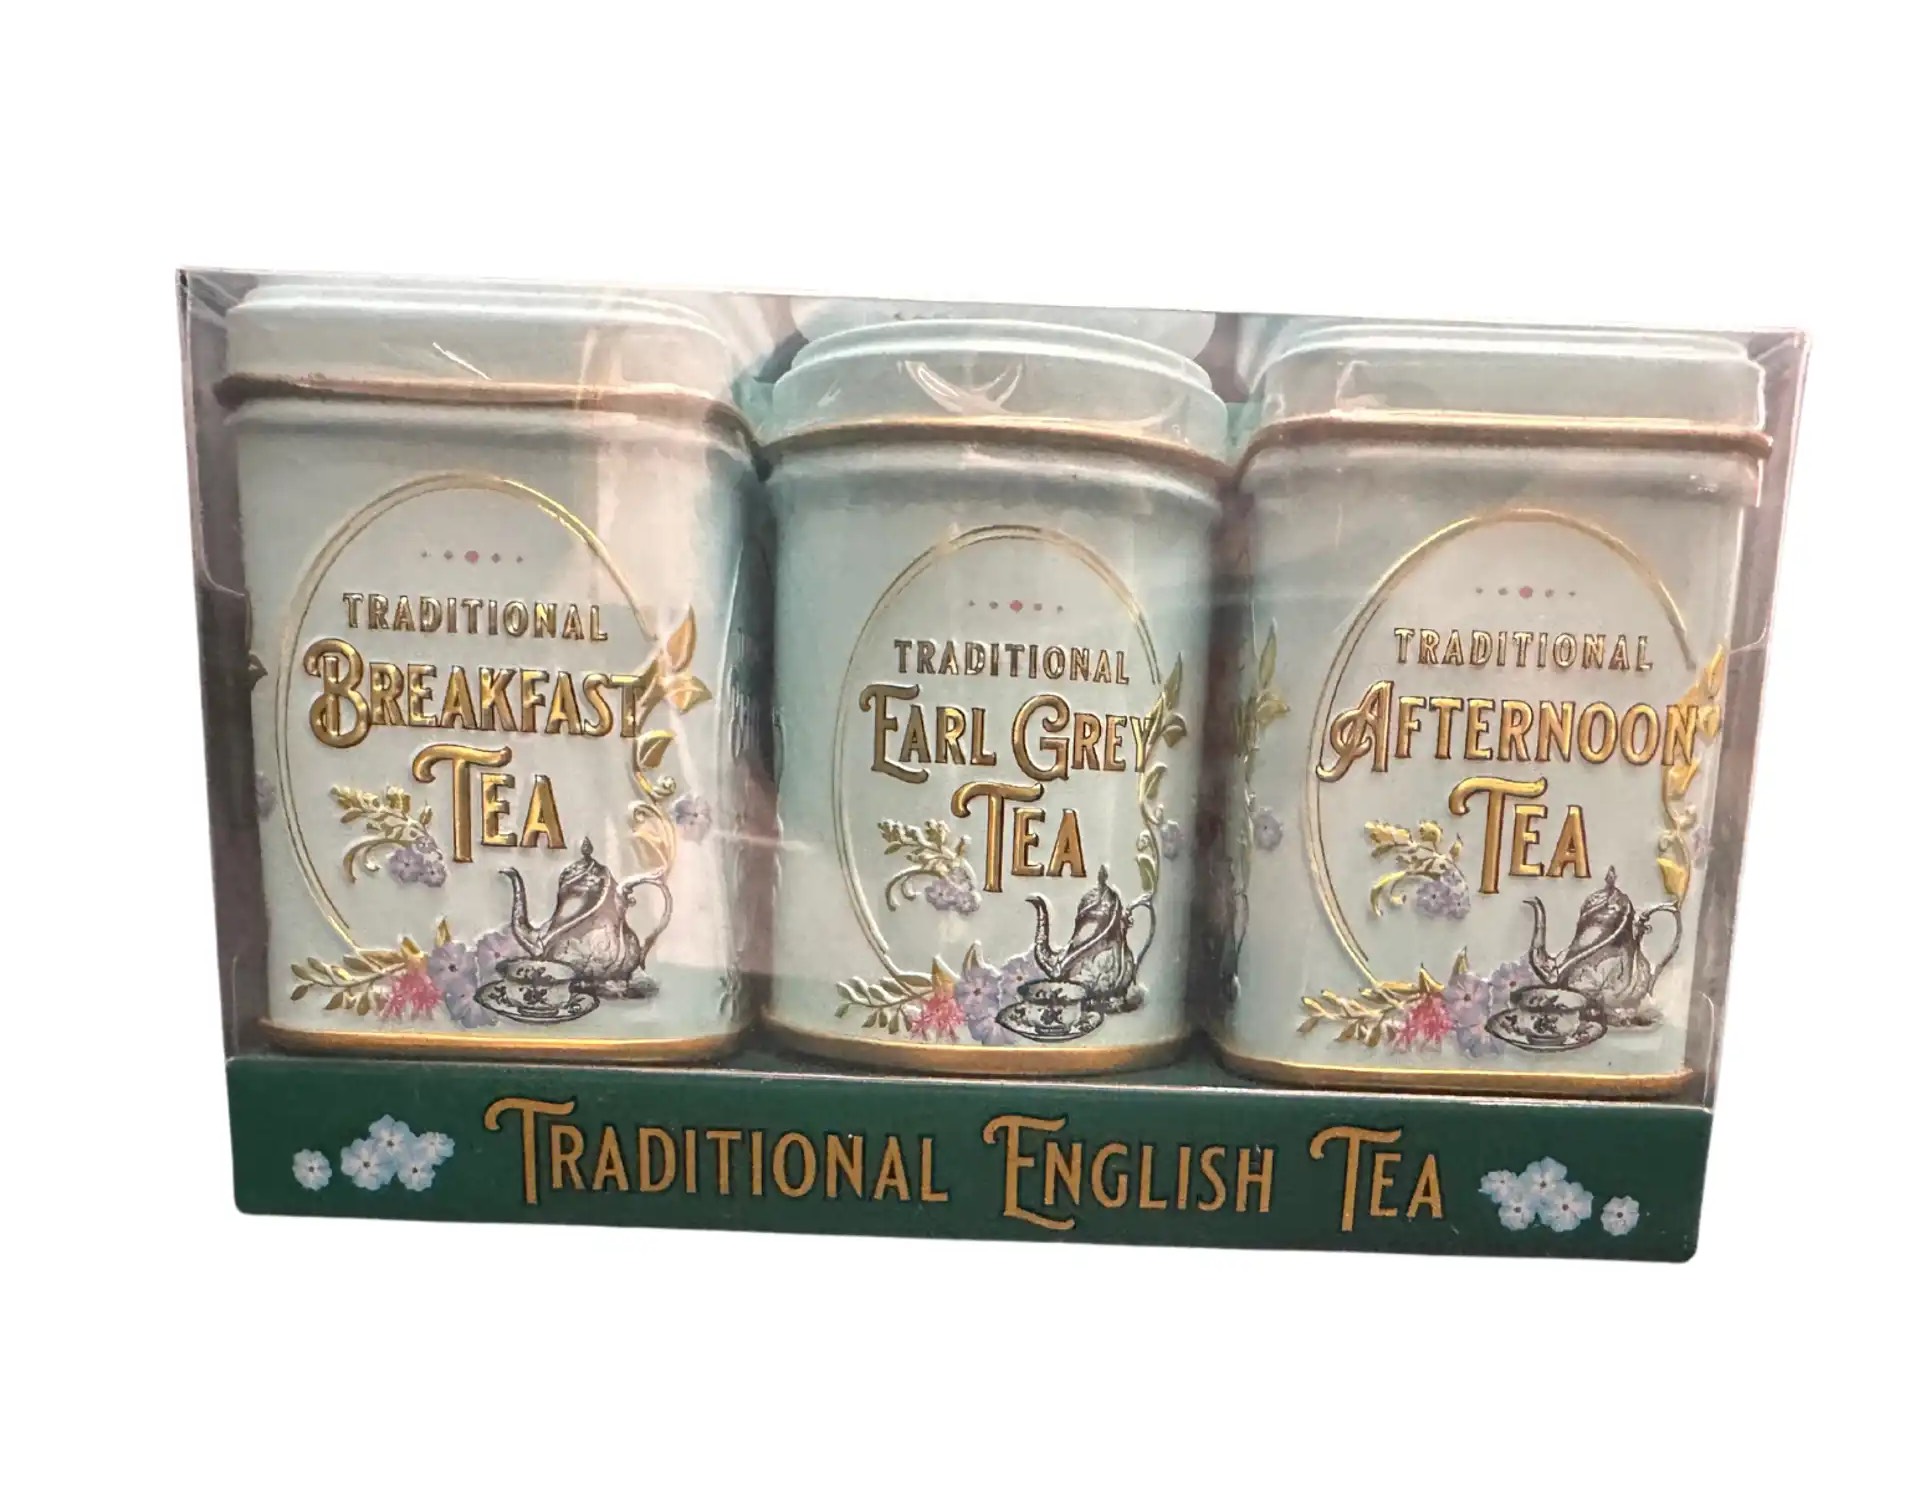 TRADITIONAL
BREAKFAST
TEA
TRADITIONAL
EARL GREY
TEA
TRADITIONAL
AFTERNOON
TEA
TRADITIONAL ENGLISH TEA